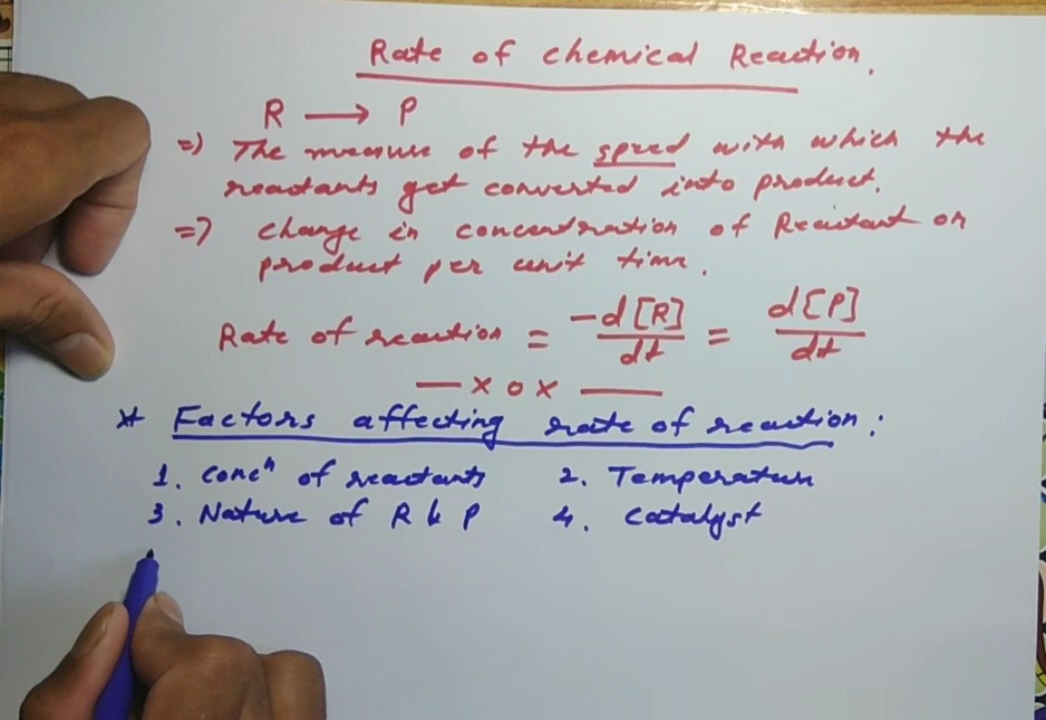 Rate of chemical Reaction.
R → P
=) The measure of the speed with which the
reactants get converted into product.
=) change in concentration of Reactant or
product per unit time.
Rate of reaction = -d[R]/dt = d[P]/dt
— x o x —
* Factors affecting rate of reaction:
1. concⁿ of reactants 2. Temperature
3. Nature of R & P 4. catalyst